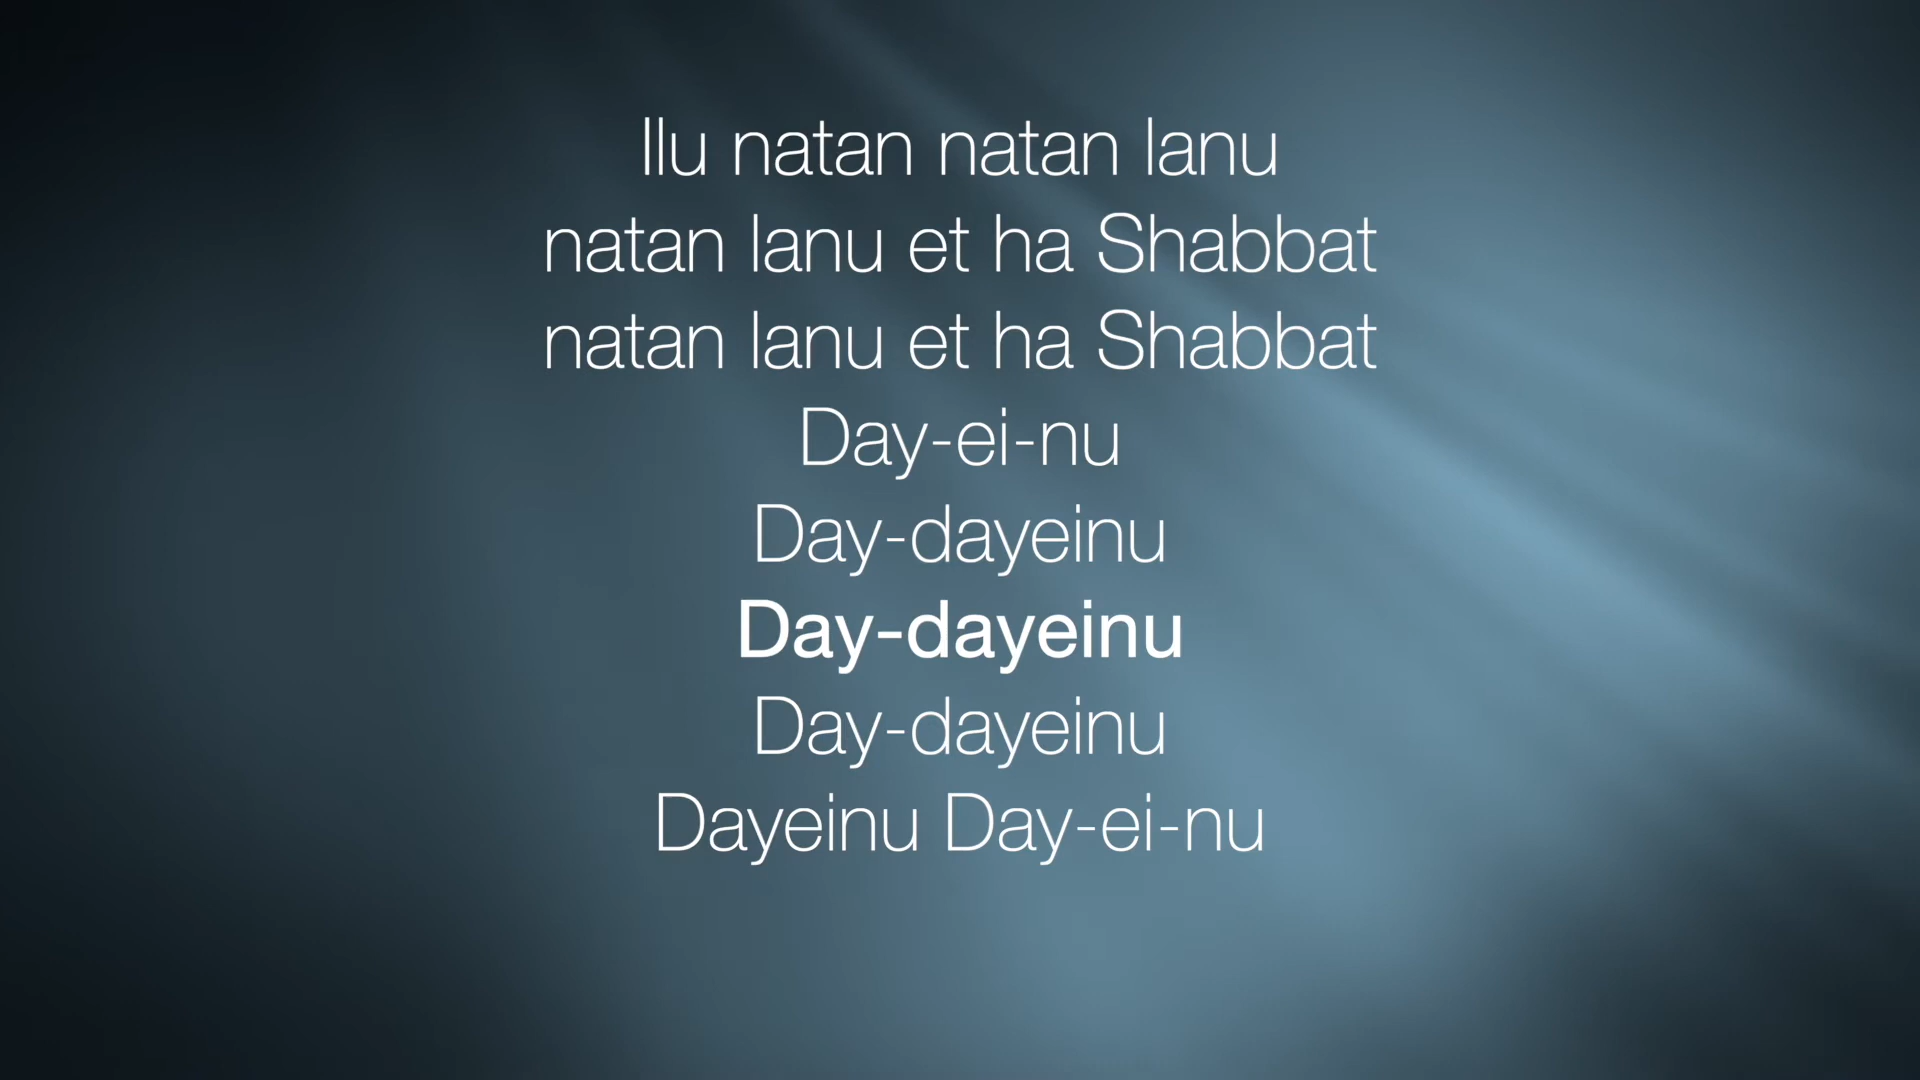 Ilu natan natan lanu
natan lanu et ha Shabbat
natan lanu et ha Shabbat
Day-ei-nu
Day-dayeinu
Day-dayeinu
Day-dayeinu
Dayeinu Day-ei-nu